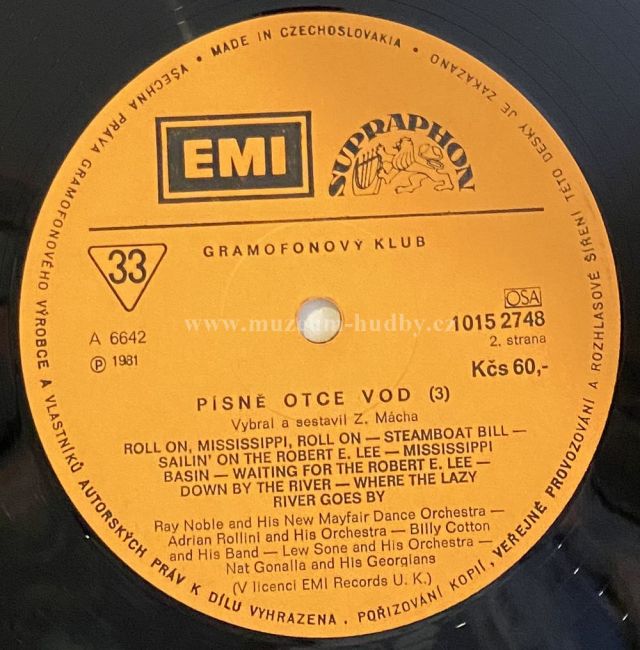 VŠECHNA PRÁVA GRAMOFONOVÉHO VÝROBCE A VLASTNÍKŮ AUTORSKÝCH PRÁV K DÍLU VYHRAZENA. POŘIZOVÁNÍ KOPIÍ, VEŘEJNÉ PROVOZOVÁNÍ A ROZHLASOVÉ ŠÍŘENÍ TÉTO DESKY JE ZAKÁZÁNO • MADE IN CZECHOSLOVAKIA •
EMI
SUPRAPHON
GRAMOFONOVÝ KLUB
33
OSA
www.muzeum-hudby.cz
A 6642
1015 2748
℗ 1981
2. strana
Kčs 60,-
PÍSNĚ OTCE VOD (3)
Vybral a sestavil Z. Mácha
ROLL ON, MISSISSIPPI, ROLL ON — STEAMBOAT BILL —
SAILIN' ON THE ROBERT E. LEE — MISSISSIPPI
BASIN — WAITING FOR THE ROBERT E. LEE —
DOWN BY THE RIVER — WHERE THE LAZY
RIVER GOES BY
Ray Noble and His New Mayfair Dance Orchestra —
Adrian Rollini and His Orchestra — Billy Cotton
and His Band — Lew Sone and His Orchestra —
Nat Gonalla and His Georgians
(V licenci EMI Records U. K.)